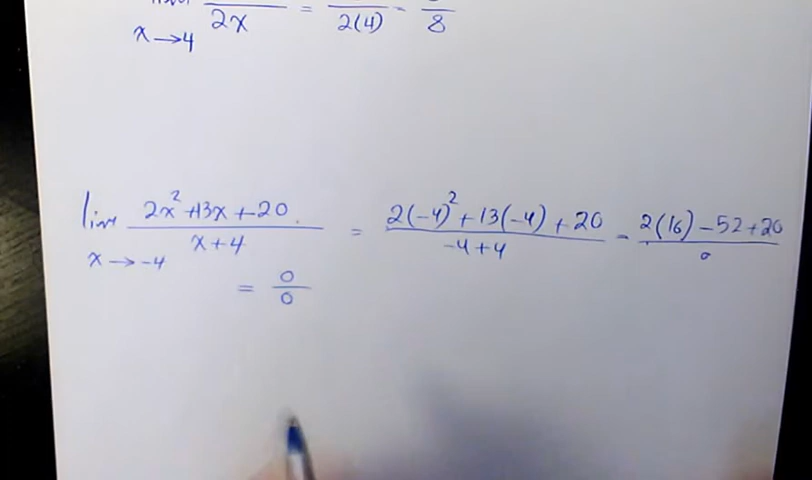 2x = 2(4) - 8
x→4
lim 2x² +13x +20 / x+4 = 2(-4)² + 13(-4) + 20 / -4+4 = 2(16) - 52 + 20 / 0
x → -4
= 0/0